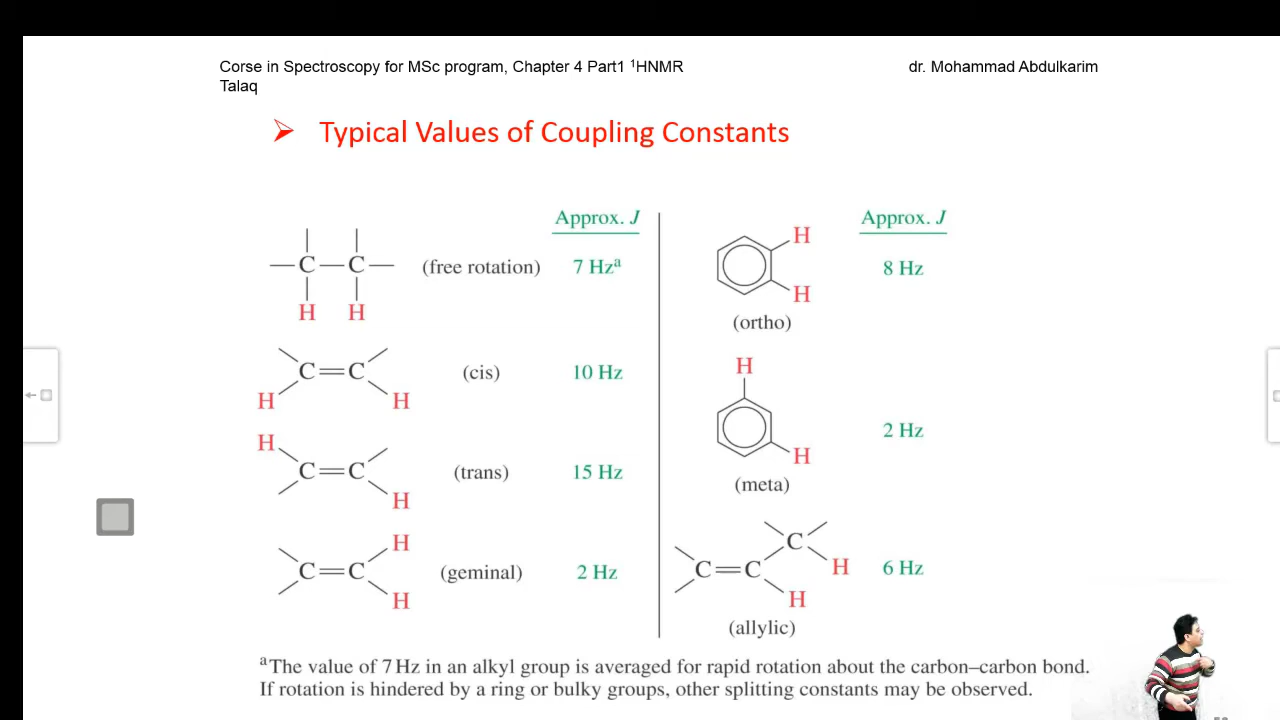 Corse in Spectroscopy for MSc program, Chapter 4 Part1 ¹HNMR dr. Mohammad Abdulkarim
Talaq
➢ Typical Values of Coupling Constants
Approx. J
—C—C— (free rotation) 7 Hzᵃ
H H
C=C (cis) 10 Hz
H H
H
C=C (trans) 15 Hz
H
H
C=C (geminal) 2 Hz
H
Approx. J
H
8 Hz
H
(ortho)
H
2 Hz
H
(meta)
C
C=C H 6 Hz
H
(allylic)
ᵃThe value of 7 Hz in an alkyl group is averaged for rapid rotation about the carbon–carbon bond.
If rotation is hindered by a ring or bulky groups, other splitting constants may be observed.